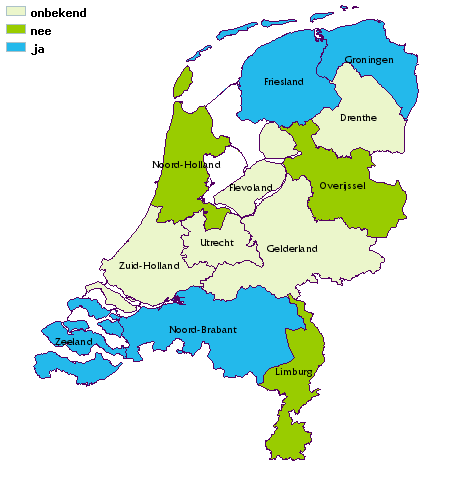 onbekend
nee
ja
Groningen
Friesland
Drenthe
Noord-Holland
Flevoland
Overijssel
Utrecht
Gelderland
Zuid-Holland
Noord-Brabant
Zeeland
Limburg